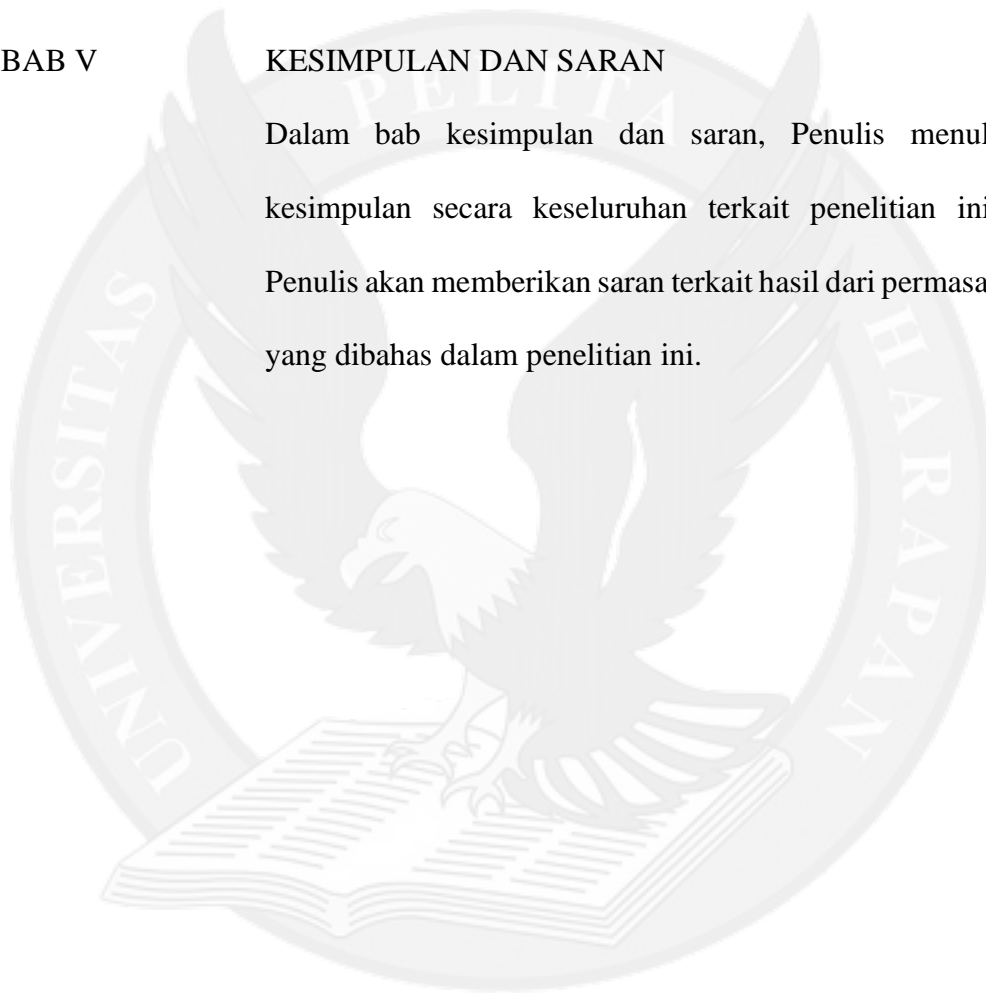 BAB V KESIMPULAN DAN SARAN
Dalam bab kesimpulan dan saran, Penulis menul
kesimpulan secara keseluruhan terkait penelitian ini
Penulis akan memberikan saran terkait hasil dari permasa
yang dibahas dalam penelitian ini.
UNIVERSITAS PELITA HARAPAN